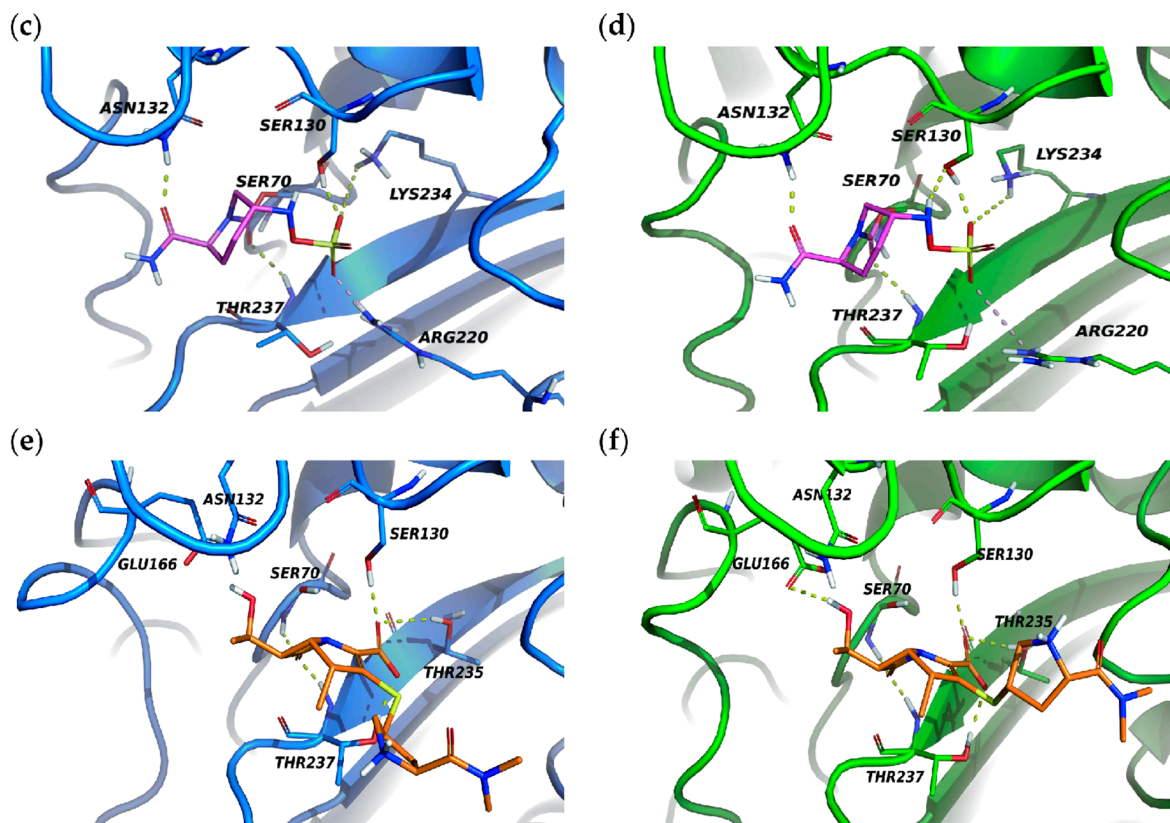 (c)
ASN132
SER130
SER70
LYS234
THR237
ARG220
(d)
ASN132
SER130
LYS234
SER70
THR237
ARG220
(e)
ASN132
SER130
GLU166
SER70
THR235
THR237
(f)
ASN132
GLU166
SER130
SER70
THR235
THR237